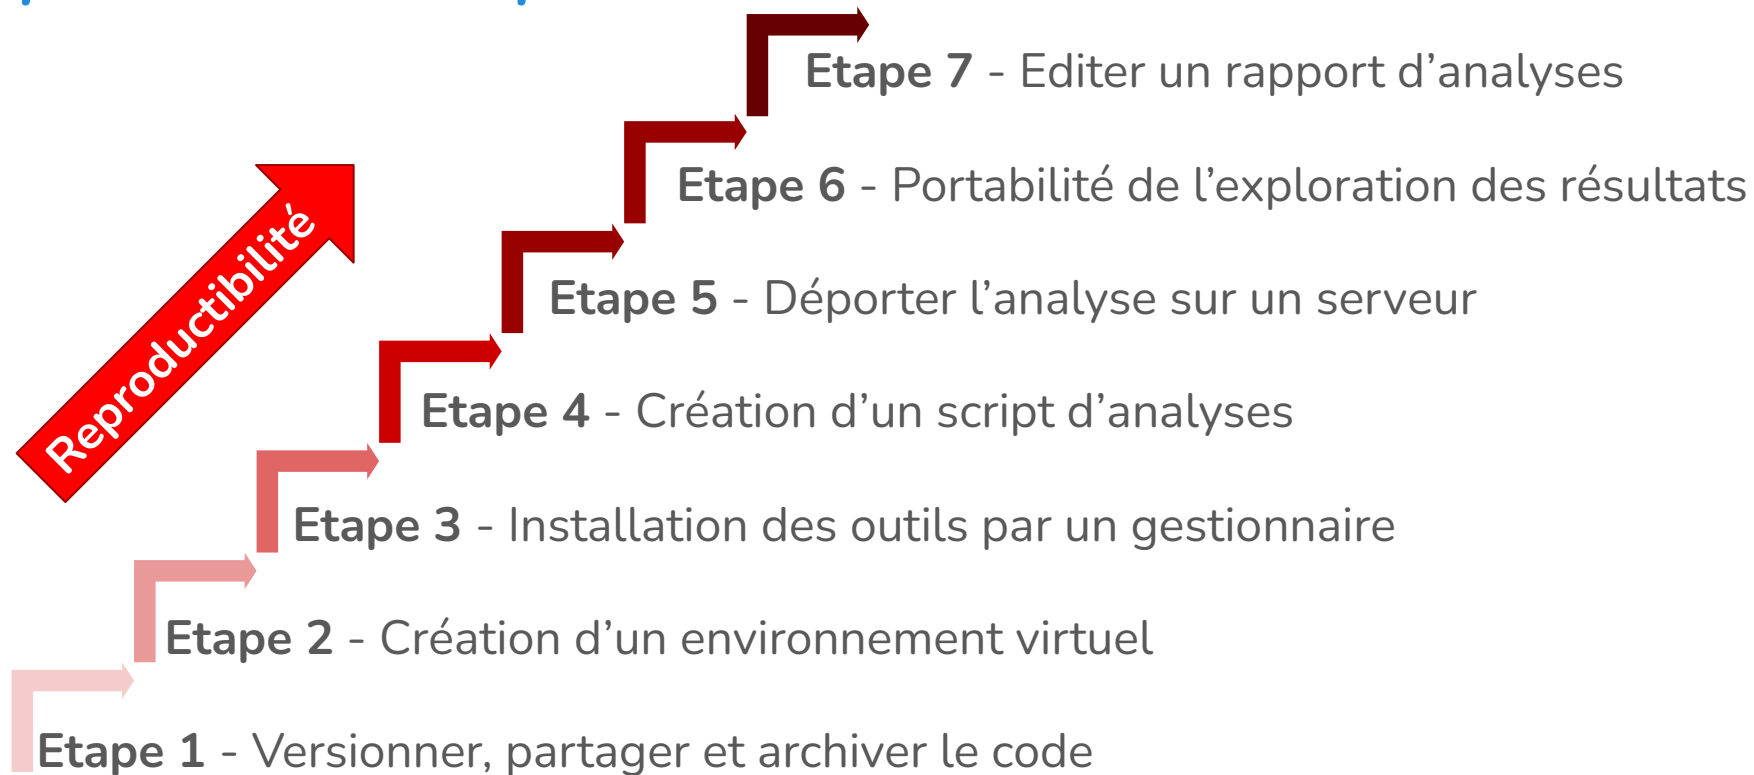 Etape 7 - Editer un rapport d’analyses
Etape 6 - Portabilité de l’exploration des résultats
Reproductibilité
Etape 5 - Déporter l’analyse sur un serveur
Etape 4 - Création d’un script d’analyses
Etape 3 - Installation des outils par un gestionnaire
Etape 2 - Création d’un environnement virtuel
Etape 1 - Versionner, partager et archiver le code